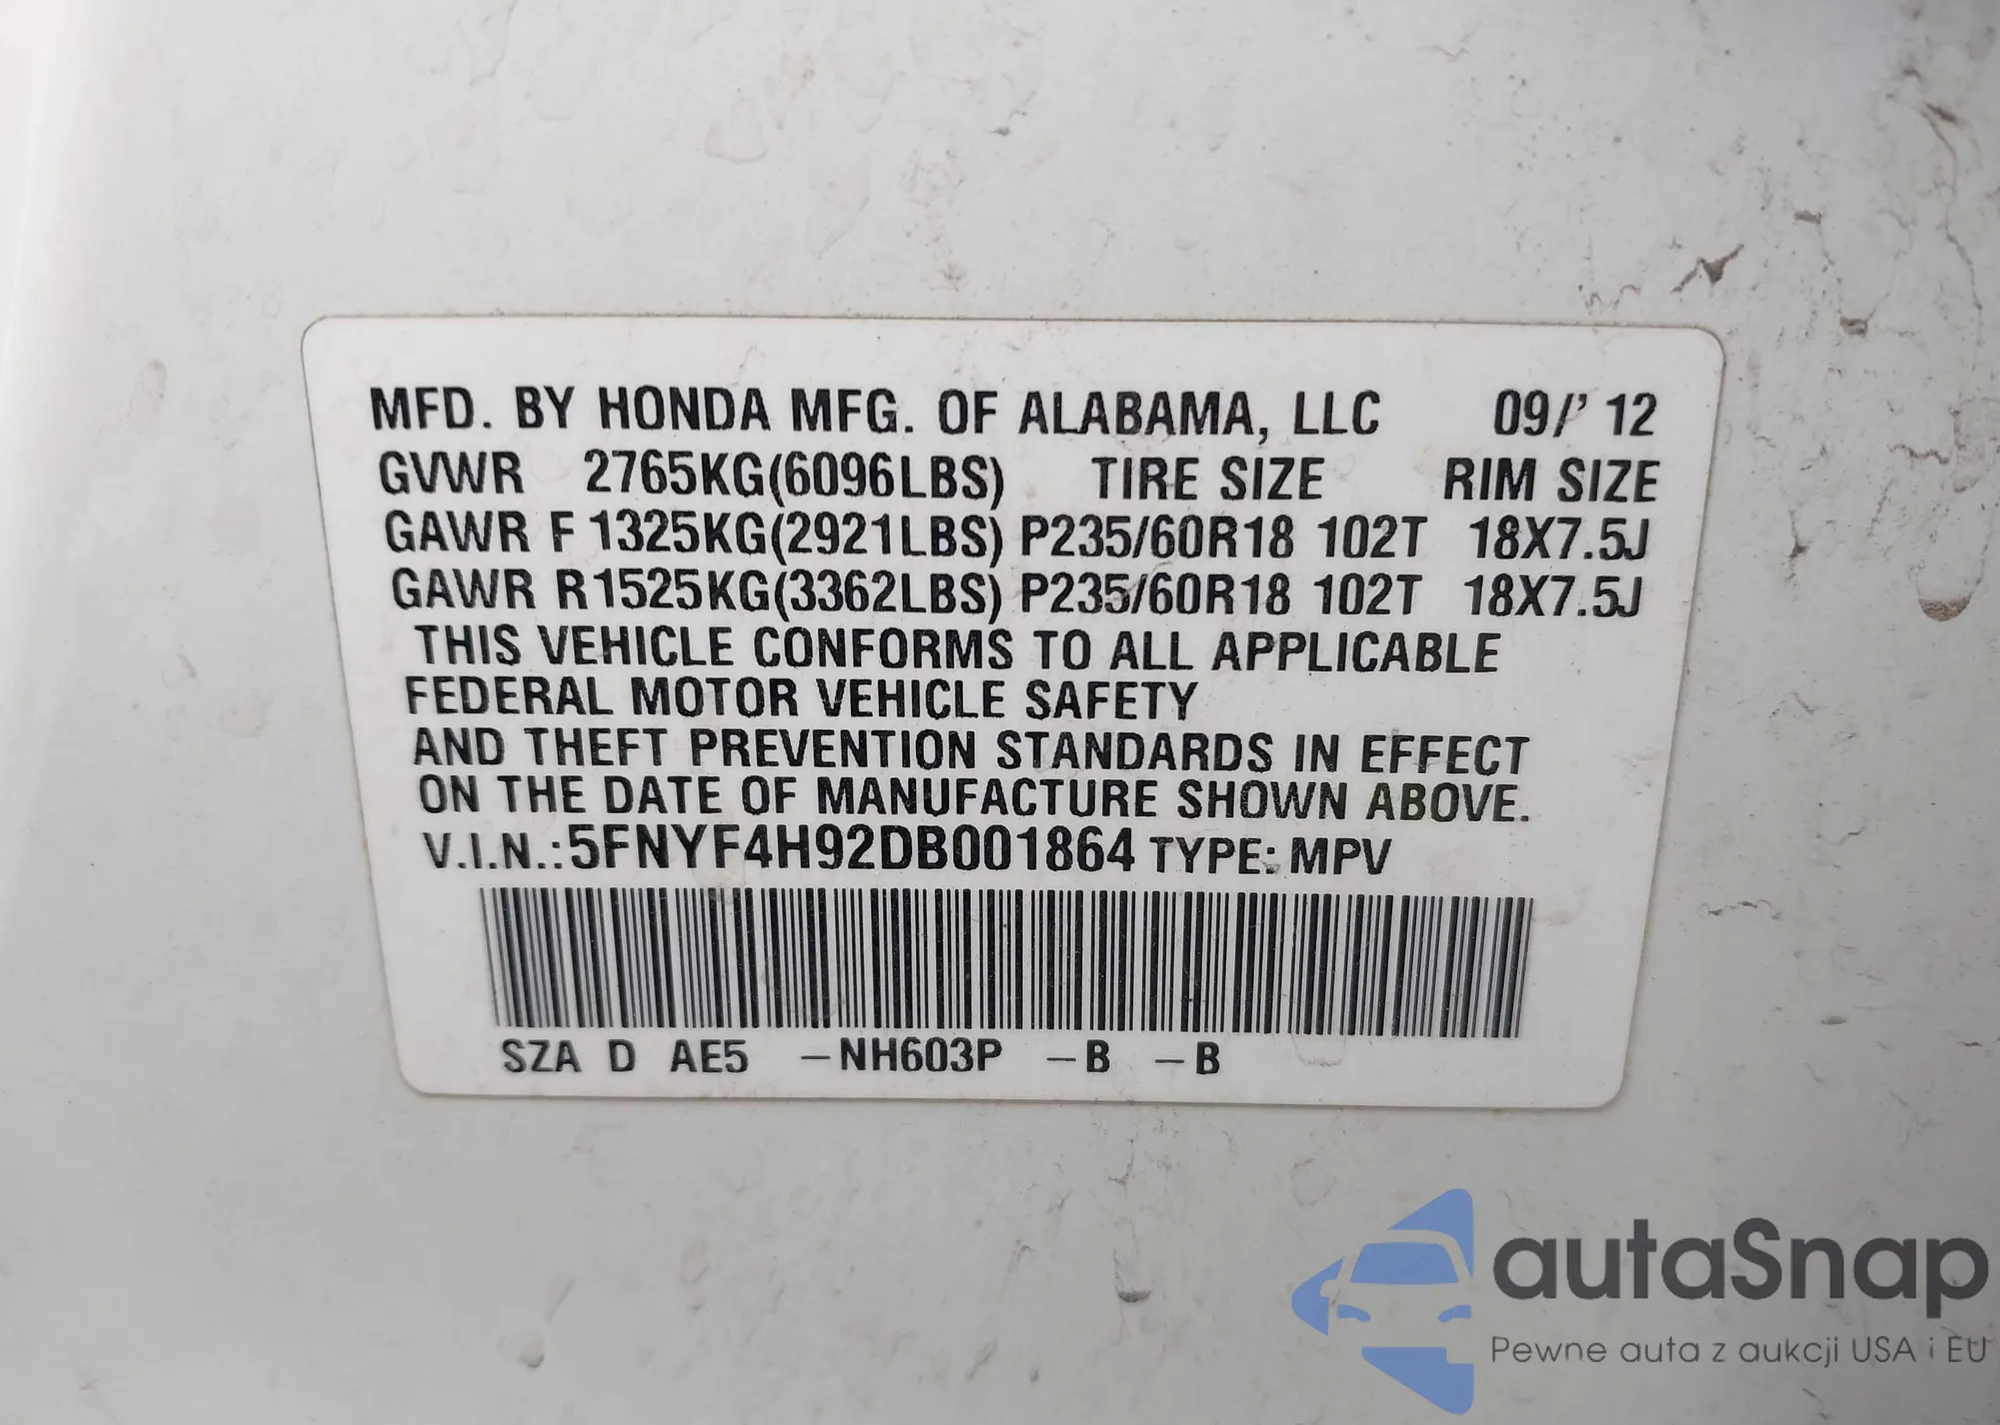 MFD. BY HONDA MFG. OF ALABAMA, LLC 09/' 12
GVWR 2765KG(6096LBS) TIRE SIZE RIM SIZE
GAWR F 1325KG(2921LBS) P235/60R18 102T 18X7.5J
GAWR R1525KG(3362LBS) P235/60R18 102T 18X7.5J
THIS VEHICLE CONFORMS TO ALL APPLICABLE
FEDERAL MOTOR VEHICLE SAFETY
AND THEFT PREVENTION STANDARDS IN EFFECT
ON THE DATE OF MANUFACTURE SHOWN ABOVE.
V.I.N.:5FNYF4H92DB001864 TYPE: MPV
SZA D AE5 –NH603P –B –B
autaSnap
Pewne auta z aukcji USA i EU